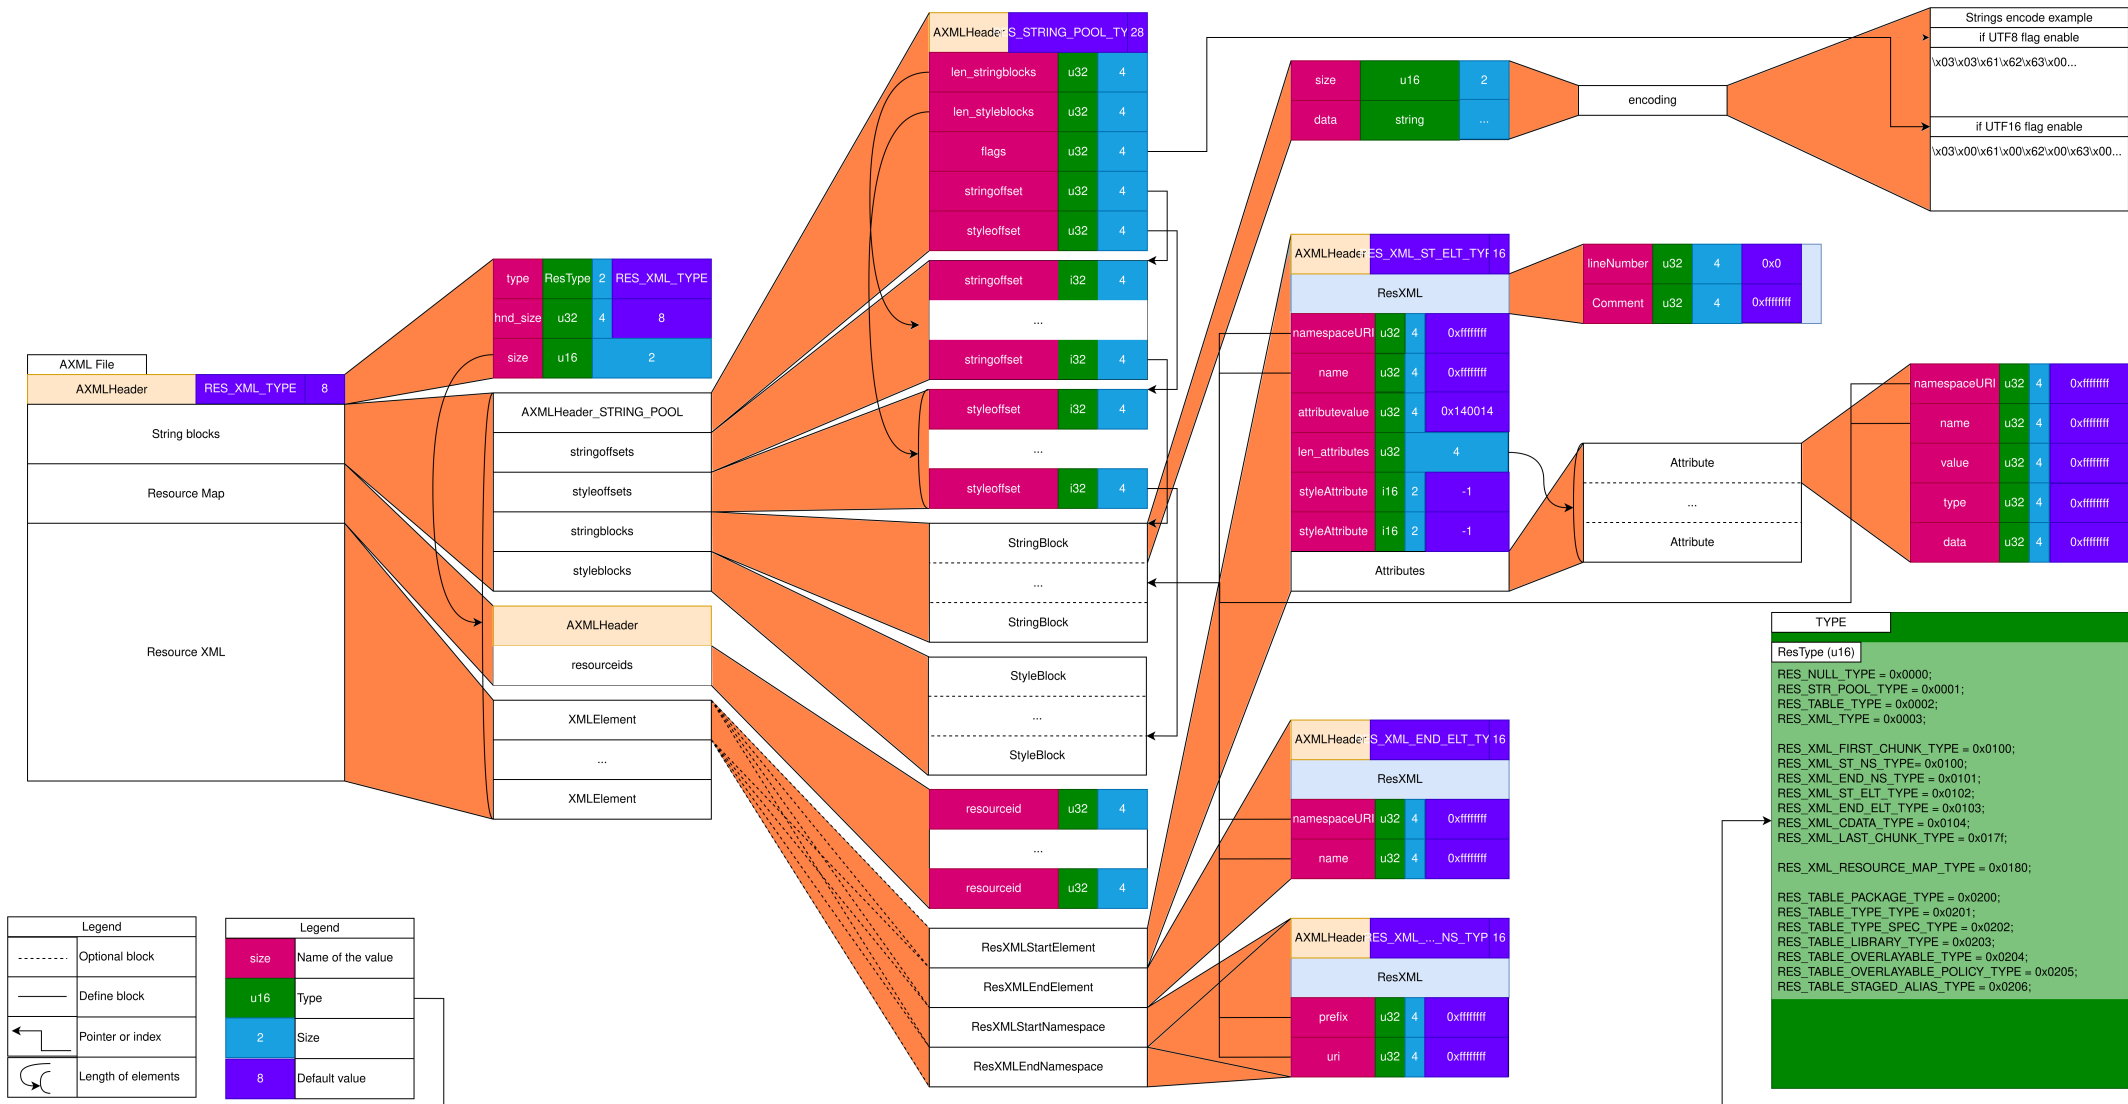 AXML File
AXMLHeader RES_XML_TYPE 8
String blocks
Resource Map
Resource XML
type ResType 2 RES_XML_TYPE
hnd_size u32 4 8
size u16 2
AXMLHeader_STRING_POOL
stringoffsets
styleoffsets
stringblocks
styleblocks
AXMLHeader
resourceids
XMLElement
...
XMLElement
AXMLHeader S_STRING_POOL_TY 28
len_stringblocks u32 4
len_styleblocks u32 4
flags u32 4
stringoffset u32 4
styleoffset u32 4
stringoffset i32 4
...
stringoffset i32 4
styleoffset i32 4
...
styleoffset i32 4
StringBlock
...
StringBlock
StyleBlock
...
StyleBlock
resourceid u32 4
...
resourceid u32 4
ResXMLStartElement
ResXMLEndElement
ResXMLStartNamespace
ResXMLEndNamespace
size u16 2
data string ...
encoding
Strings encode example
if UTF8 flag enable
\x03\x03\x61\x62\x63\x00...
if UTF16 flag enable
\x03\x00\x61\x00\x62\x00\x63\x00...
AXMLHeader RES_XML_ST_ELT_TYP 16
ResXML
namespaceURI u32 4 0xffffffff
name u32 4 0xffffffff
attributevalue u32 4 0x140014
len_attributes u32 4
styleAttribute i16 2 -1
styleAttribute i16 2 -1
Attributes
lineNumber u32 4 0x0
Comment u32 4 0xffffffff
Attribute
...
Attribute
namespaceURI u32 4 0xffffffff
name u32 4 0xffffffff
value u32 4 0xffffffff
type u32 4 0xffffffff
data u32 4 0xffffffff
AXMLHeader S_XML_END_ELT_TY 16
ResXML
namespaceURI u32 4 0xffffffff
name u32 4 0xffffffff
AXMLHeader RES_XML_..._NS_TYP 16
ResXML
prefix u32 4 0xffffffff
uri u32 4 0xffffffff
TYPE
ResType (u16)
RES_NULL_TYPE = 0x0000;
RES_STR_POOL_TYPE = 0x0001;
RES_TABLE_TYPE = 0x0002;
RES_XML_TYPE = 0x0003;
RES_XML_FIRST_CHUNK_TYPE = 0x0100;
RES_XML_ST_NS_TYPE= 0x0100;
RES_XML_END_NS_TYPE = 0x0101;
RES_XML_ST_ELT_TYPE = 0x0102;
RES_XML_END_ELT_TYPE = 0x0103;
RES_XML_CDATA_TYPE = 0x0104;
RES_XML_LAST_CHUNK_TYPE = 0x017f;
RES_XML_RESOURCE_MAP_TYPE = 0x0180;
RES_TABLE_PACKAGE_TYPE = 0x0200;
RES_TABLE_TYPE_TYPE = 0x0201;
RES_TABLE_TYPE_SPEC_TYPE = 0x0202;
RES_TABLE_LIBRARY_TYPE = 0x0203;
RES_TABLE_OVERLAYABLE_TYPE = 0x0204;
RES_TABLE_OVERLAYABLE_POLICY_TYPE = 0x0205;
RES_TABLE_STAGED_ALIAS_TYPE = 0x0206;
Legend
Optional block
Define block
Pointer or index
Length of elements
Legend
size Name of the value
u16 Type
2 Size
8 Default value